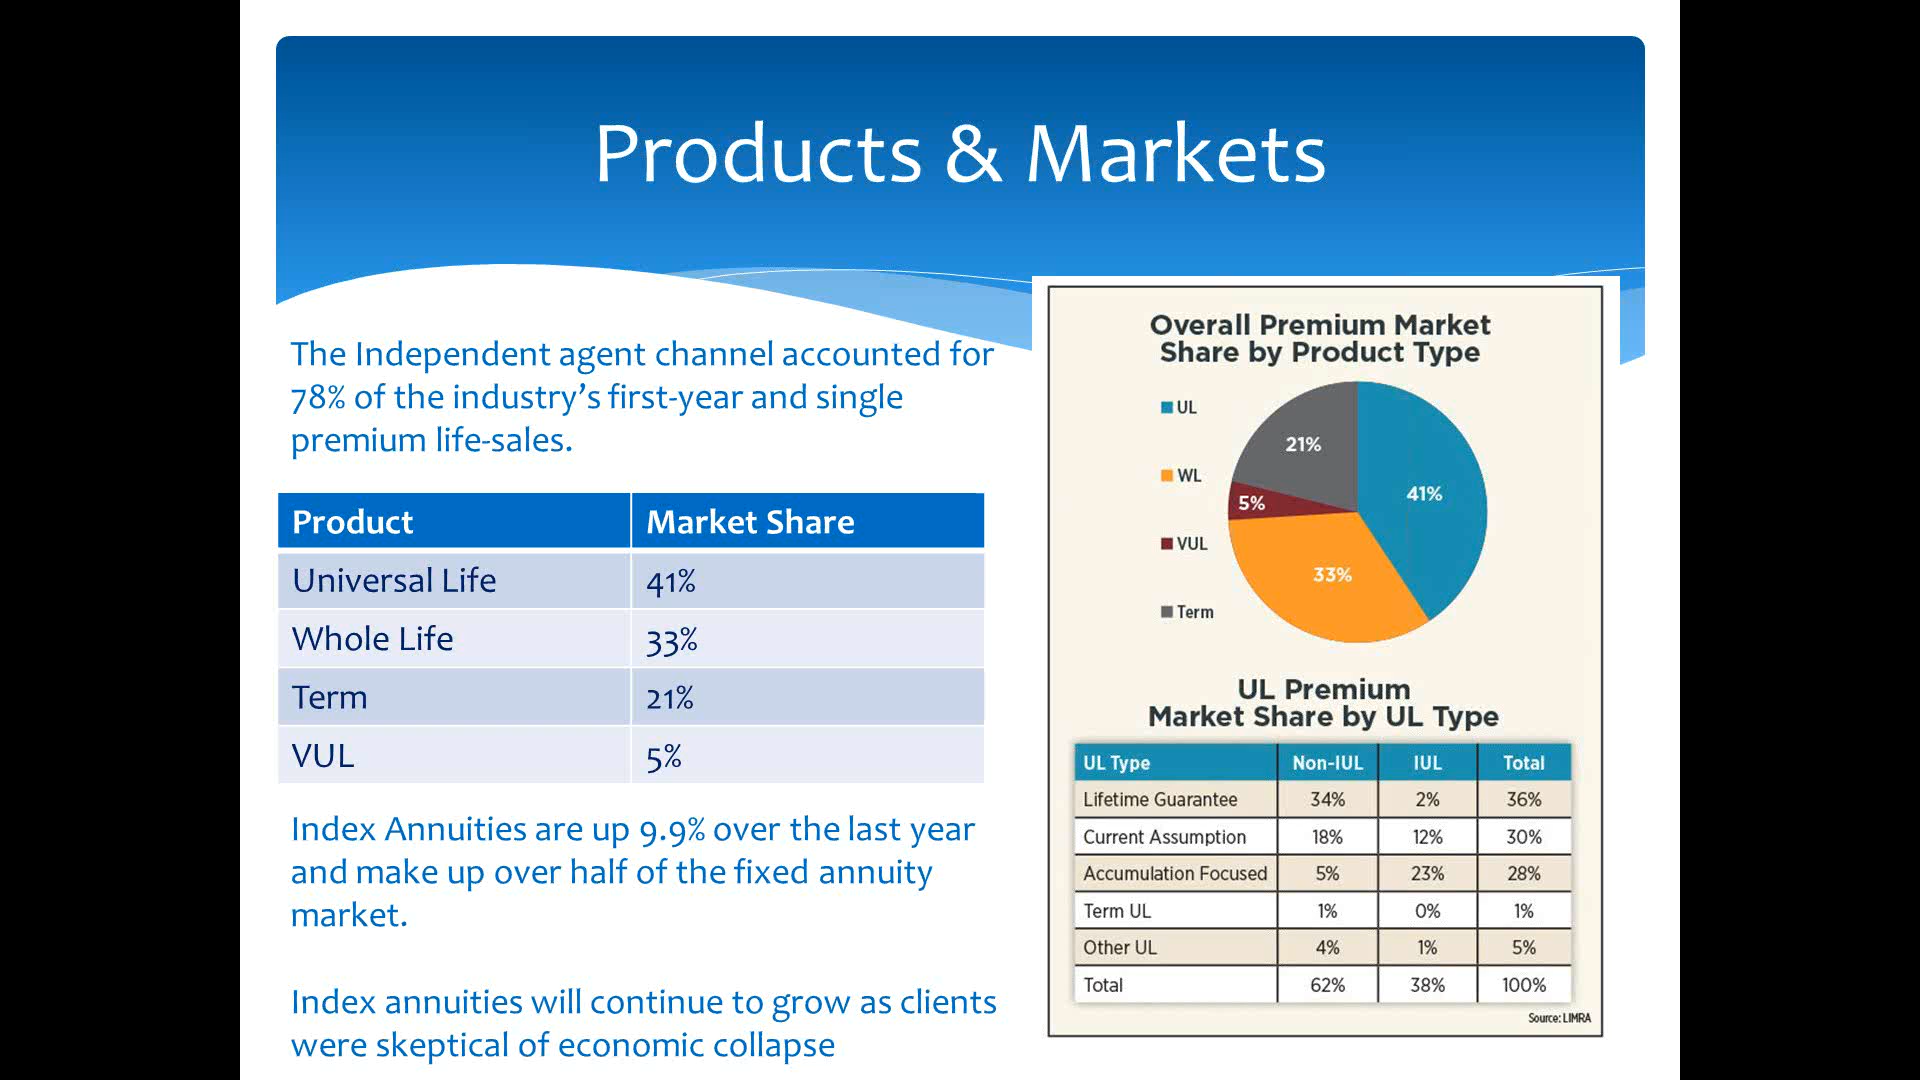 Products & Markets
The Independent agent channel accounted for
78% of the industry’s first-year and single
premium life-sales.
Product Market Share
Universal Life 41%
Whole Life 33%
Term 21%
VUL 5%
Index Annuities are up 9.9% over the last year
and make up over half of the fixed annuity
market.
Index annuities will continue to grow as clients
were skeptical of economic collapse
Overall Premium Market
Share by Product Type
UL
WL
VUL
Term
21%
41%
5%
33%
UL Premium
Market Share by UL Type
UL Type Non-IUL IUL Total
Lifetime Guarantee 34% 2% 36%
Current Assumption 18% 12% 30%
Accumulation Focused 5% 23% 28%
Term UL 1% 0% 1%
Other UL 4% 1% 5%
Total 62% 38% 100%
Source: LIMRA